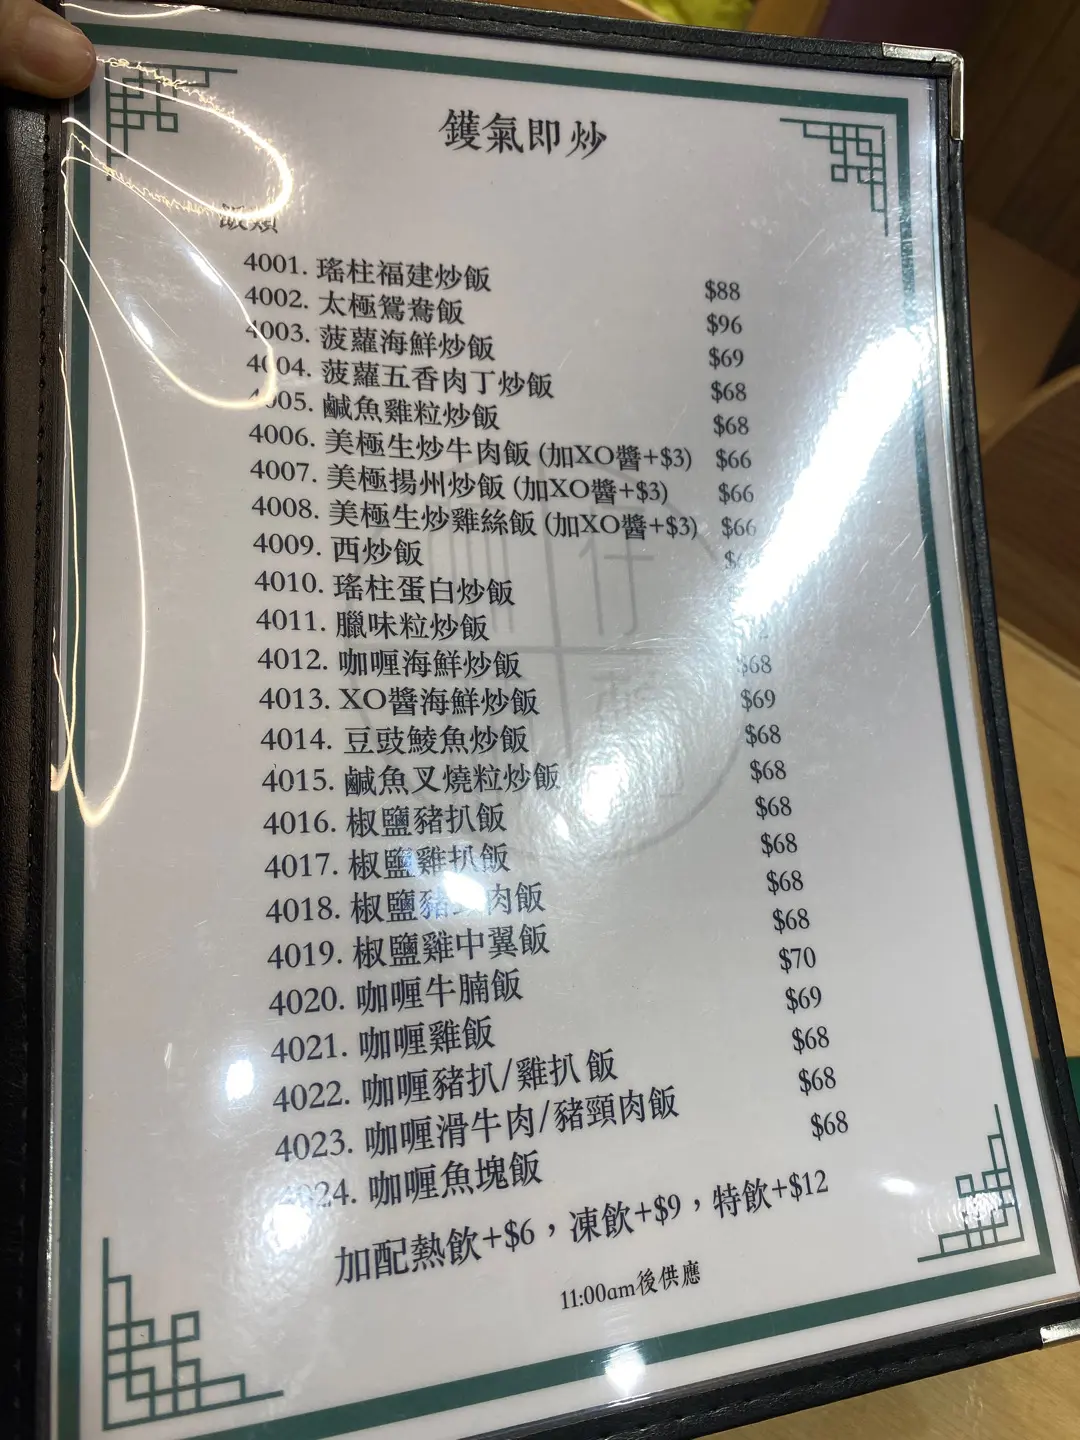 鑊氣即炒
飯類
4001. 瑤柱福建炒飯 $88
4002. 太極鴛鴦飯 $96
4003. 菠蘿海鮮炒飯 $69
4004. 菠蘿五香肉丁炒飯 $68
4005. 鹹魚雞粒炒飯 $68
4006. 美極生炒牛肉飯 (加XO醬+$3) $66
4007. 美極揚州炒飯 (加XO醬+$3) $66
4008. 美極生炒雞絲飯 (加XO醬+$3) $66
4009. 西炒飯
4010. 瑤柱蛋白炒飯
4011. 臘味粒炒飯
4012. 咖喱海鮮炒飯 $68
4013. XO醬海鮮炒飯 $69
4014. 豆豉鯪魚炒飯 $68
4015. 鹹魚叉燒粒炒飯 $68
4016. 椒鹽豬扒飯 $68
4017. 椒鹽雞扒飯 $68
4018. 椒鹽豬肉飯 $68
4019. 椒鹽雞中翼飯 $68
4020. 咖喱牛腩飯 $70
4021. 咖喱雞飯 $69
4022. 咖喱豬扒/雞扒 飯 $68
4023. 咖喱滑牛肉/豬頸肉飯 $68
4024. 咖喱魚塊飯 $68
加配熱飲+$6，凍飲+$9，特飲+$12
11:00am後供應